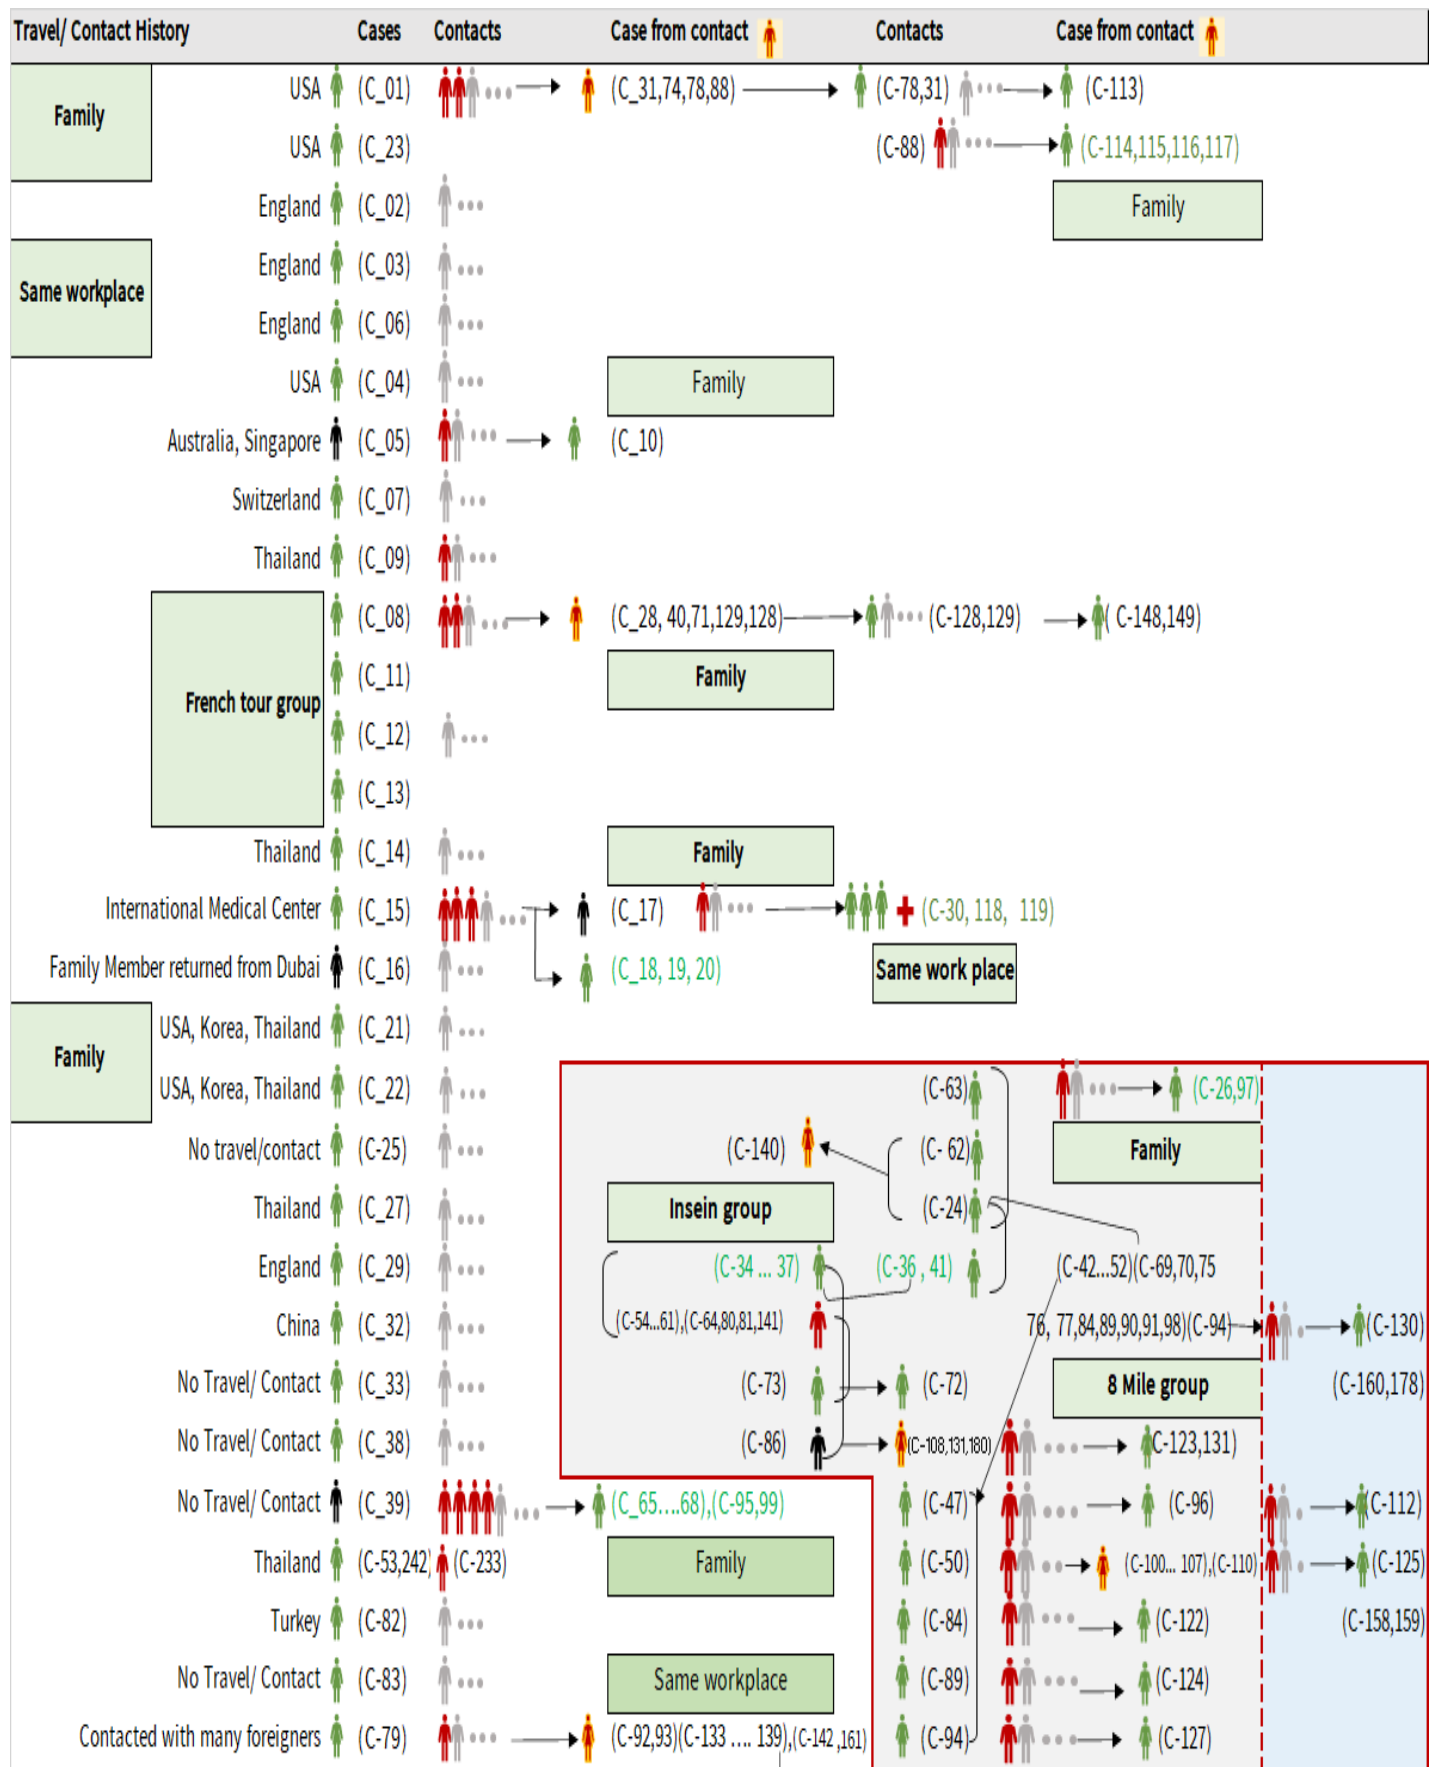 Travel/ Contact History Cases Contacts Case from contact Contacts Case from contact
Family
USA (C_01) (C_31,74,78,88) (C-78,31) (C-113)
USA (C_23) (C-88) (C-114,115,116,117)
England (C_02) Family
Same workplace
England (C_03)
England (C_06)
USA (C_04) Family
Australia, Singapore (C_05) (C_10)
Switzerland (C_07)
Thailand (C_09)
French tour group
(C_08) (C_28, 40,71,129,128) (C-128,129) ( C-148,149)
(C_11) Family
(C_12)
(C_13)
Thailand (C_14) Family
International Medical Center (C_15) (C_17) (C-30, 118, 119)
Family Member returned from Dubai (C_16) (C_18, 19, 20) Same work place
Family
USA, Korea, Thailand (C_21)
USA, Korea, Thailand (C_22) (C-63) (C-26,97)
No travel/contact (C-25) (C-140) (C- 62) Family
Thailand (C_27) Insein group (C-24)
England (C_29) (C-34 ... 37) (C-36 , 41) (C-42...52)(C-69,70,75
China (C_32) (C-54...61),(C-64,80,81,141) 76, 77,84,89,90,91,98)(C-94) (C-130)
No Travel/ Contact (C_33) (C-73) (C-72) 8 Mile group (C-160,178)
No Travel/ Contact (C_38) (C-86) (C-108,131,180) C-123,131)
No Travel/ Contact (C_39) (C_65....68),(C-95,99) (C-47) (C-96) (C-112)
Thailand (C-53,242) (C-233) Family (C-50) (C-100... 107),(C-110) (C-125)
Turkey (C-82) (C-84) (C-122) (C-158,159)
No Travel/ Contact (C-83) Same workplace (C-89) (C-124)
Contacted with many foreigners (C-79) (C-92,93)(C-133 .... 139),(C-142 ,161) (C-94) (C-127)